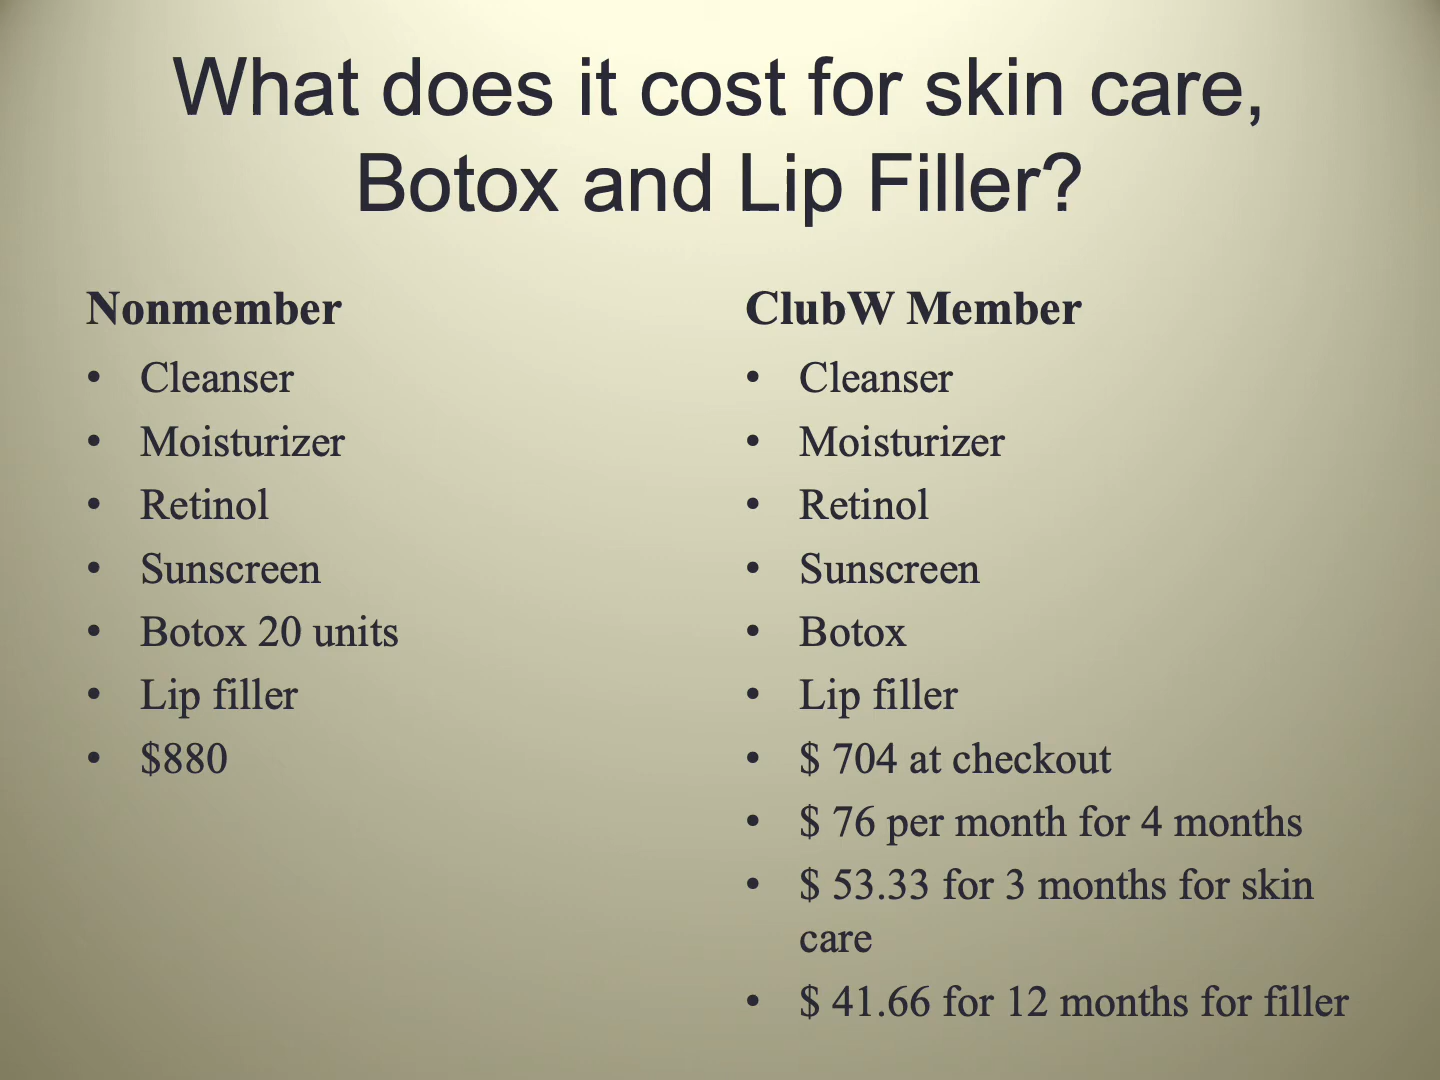 What does it cost for skin care,
Botox and Lip Filler?
Nonmember
• Cleanser
• Moisturizer
• Retinol
• Sunscreen
• Botox 20 units
• Lip filler
• $880
ClubW Member
• Cleanser
• Moisturizer
• Retinol
• Sunscreen
• Botox
• Lip filler
• $ 704 at checkout
• $ 76 per month for 4 months
• $ 53.33 for 3 months for skin
care
• $ 41.66 for 12 months for filler